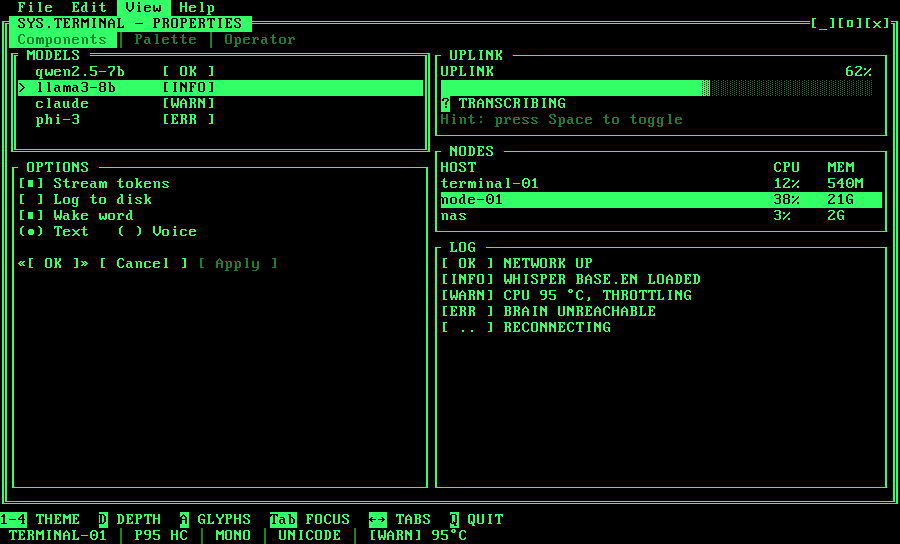 File  Edit  View  Help
SYS.TERMINAL — PROPERTIES [_][¤][x]
Components | Palette | Operator
MODELS
qwen2.5-7b [ OK ]
> llama3-8b [INFO]
claude [WARN]
phi-3 [ERR ]
OPTIONS
[■] Stream tokens
[ ] Log to disk
[■] Wake word
(●) Text ( ) Voice
«[ OK ]» [ Cancel ] [ Apply ]
UPLINK
UPLINK 62%
? TRANSCRIBING
Hint: press Space to toggle
NODES
HOST CPU MEM
terminal-01 12% 540M
node-01 38% 21G
nas 3% 2G
LOG
[ OK ] NETWORK UP
[INFO] WHISPER BASE.EN LOADED
[WARN] CPU 95 °C, THROTTLING
[ERR ] BRAIN UNREACHABLE
[ .. ] RECONNECTING
1-4 THEME D DEPTH A GLYPHS Tab FOCUS ↔ TABS Q QUIT
TERMINAL-01 | P95 HC | MONO | UNICODE | [WARN] 95°C